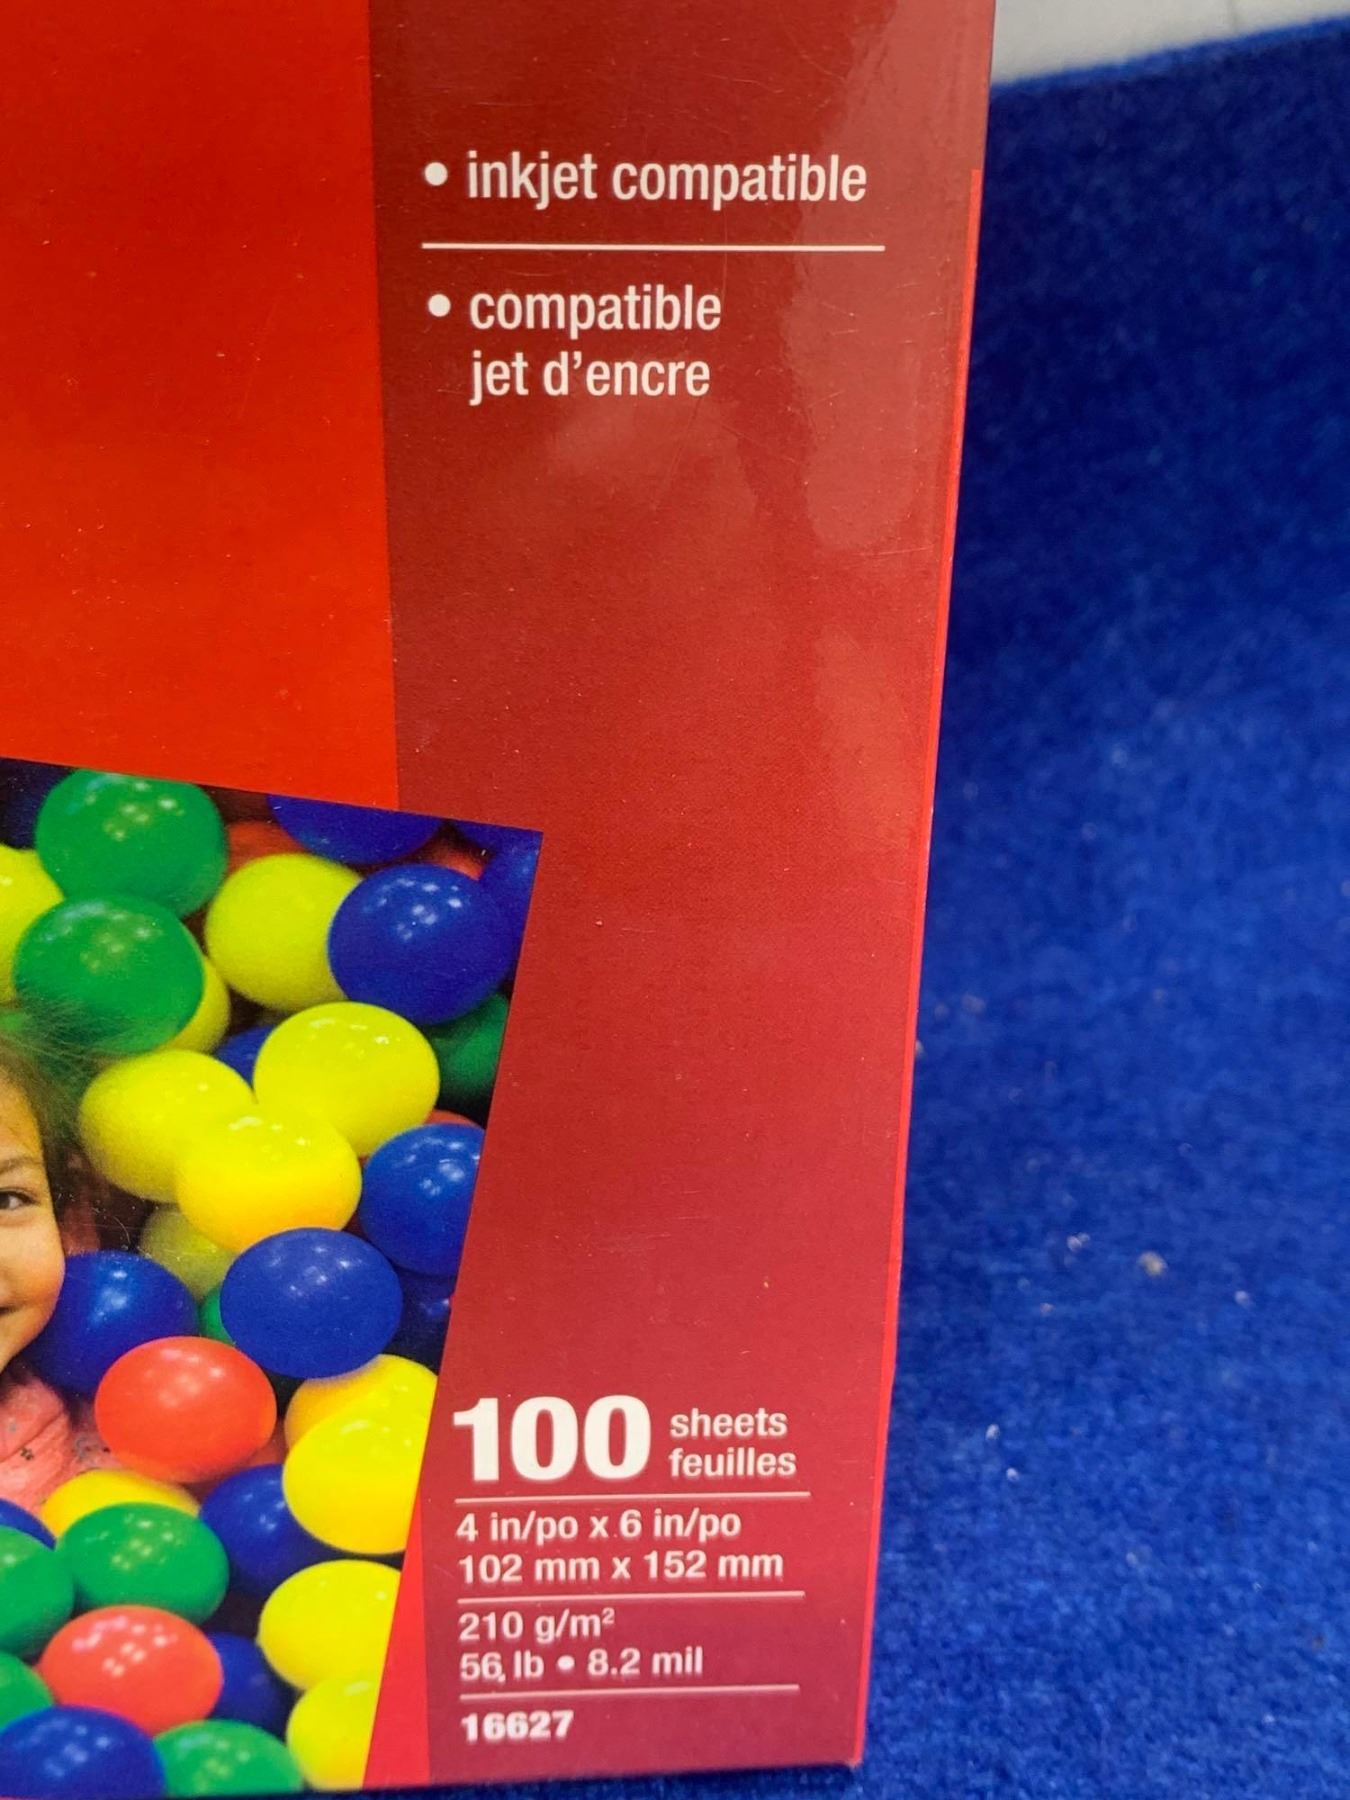 • inkjet compatible
• compatible
jet d’encre
100 sheets
feuilles
4 in/po x 6 in/po
102 mm x 152 mm
210 g/m²
56 lb • 8.2 mil
16627